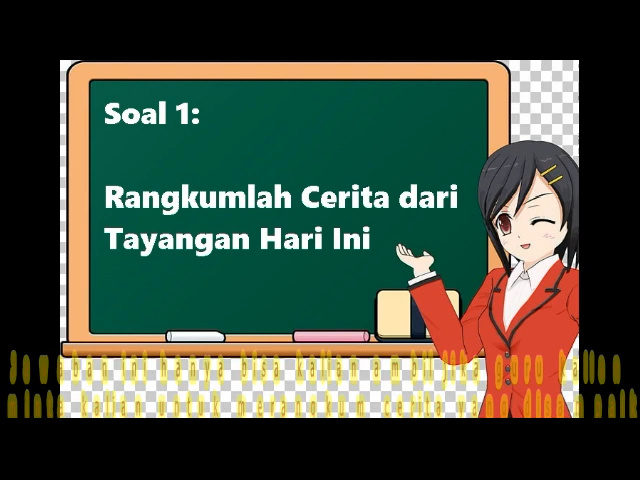 Soal 1:
Rangkumlah Cerita dari
Tayangan Hari Ini
Jawaban ini hanya bisa kalian ambil jika guru kalian
minta kalian untuk merangkum cerita yang